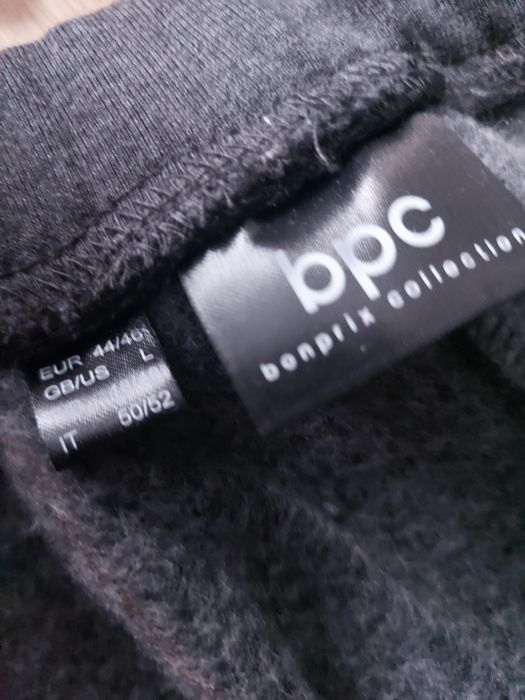 bpc
bonprix collection
EUR 44/46
GB/US L
IT 50/52